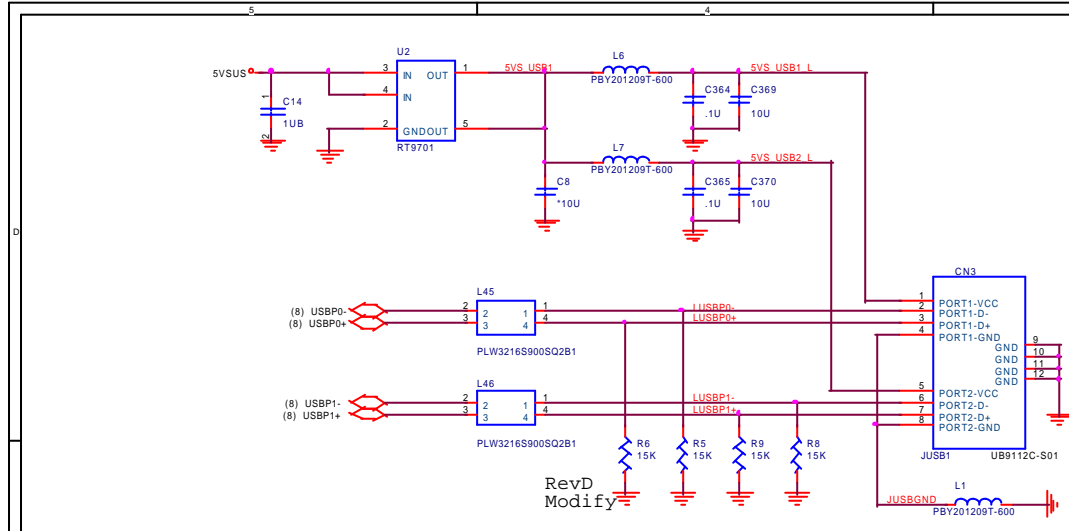 5
4
D
U2
5VSUS
3
IN
OUT
1
5VS_USB1
4
IN
2
GND
OUT
5
RT9701
1
C14
1UB
2
L6
PBY201209T-600
C364
.1U
C369
10U
5VS_USB1_L
L7
PBY201209T-600
C8
*10U
C365
.1U
C370
10U
5VS_USB2_L
CN3
L45
(8) USBP0-
(8) USBP0+
2
3
2
3
1
4
1
4
LUSBP0-
LUSBP0+
PLW3216S900SQ2B1
L46
(8) USBP1-
(8) USBP1+
2
3
2
3
1
4
1
4
LUSBP1-
LUSBP1+
PLW3216S900SQ2B1
1
PORT1-VCC
2
PORT1-D-
3
PORT1-D+
4
PORT1-GND
GND
9
GND
10
GND
11
GND
12
5
PORT2-VCC
6
PORT2-D-
7
PORT2-D+
8
PORT2-GND
JUSB1
UB9112C-S01
R6
15K
R5
15K
R9
15K
R8
15K
RevD
Modify
JUSBGND
L1
PBY201209T-600